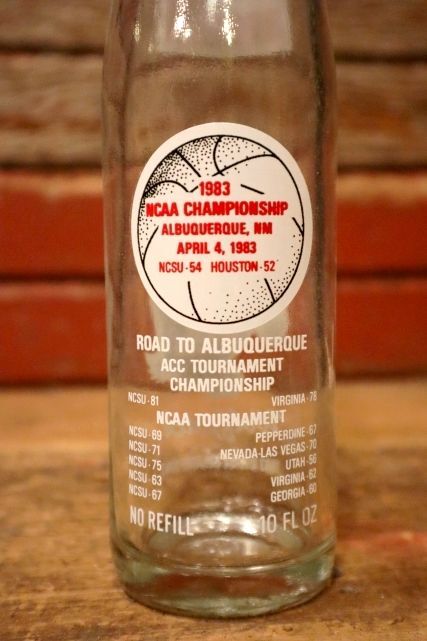 1983
NCAA CHAMPIONSHIP
ALBUQUERQUE, NM
APRIL 4, 1983
NCSU-54 HOUSTON-52
ROAD TO ALBUQUERQUE
ACC TOURNAMENT
CHAMPIONSHIP
NCSU-81 VIRGINIA-78
NCAA TOURNAMENT
NCSU-69 PEPPERDINE-67
NCSU-71 NEVADA-LAS VEGAS-70
NCSU-75 UTAH-56
NCSU-63 VIRGINIA-62
NCSU-67 GEORGIA-60
NO REFILL 10 FL OZ